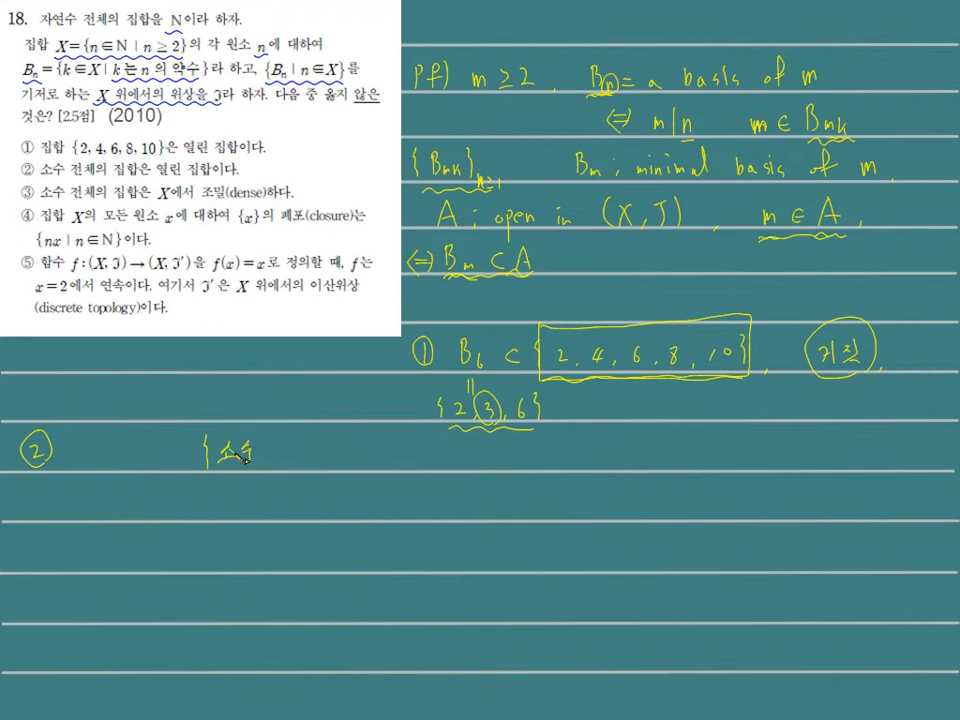 18. 자연수 전체의 집합을 N이라 하자.
집합 X={n∈N | n≥2}의 각 원소 n에 대하여
Bₙ={k∈X | k는 n의 약수}라 하고, {Bₙ | n∈X}를
기저로 하는 X 위에서의 위상을 ℑ라 하자. 다음 중 옳지 않은
것은? [2.5점] (2010)
① 집합 {2, 4, 6, 8, 10}은 열린 집합이다.
② 소수 전체의 집합은 열린 집합이다.
③ 소수 전체의 집합은 X에서 조밀(dense)하다.
④ 집합 X의 모든 원소 x에 대하여 {x}의 폐포(closure)는
{nx | n∈N}이다.
⑤ 함수 f : (X, ℑ)→(X, ℑ′)을 f(x)=x로 정의할 때, f는
x=2에서 연속이다. 여기서 ℑ′은 X 위에서의 이산위상
(discrete topology)이다.
Pf) m ≥ 2 . Bn = a basis of m
⇔ m | n m ∈ Bmk
{Bmk} Bm ; minimal basis of m.
A ; open in (X, J) , m ∈ A ,
⇔ Bm ⊂ A
① B6 ⊂ {2, 4, 6, 8, 10} , 거짓 .
॥
{2, 3, 6}
② {소수